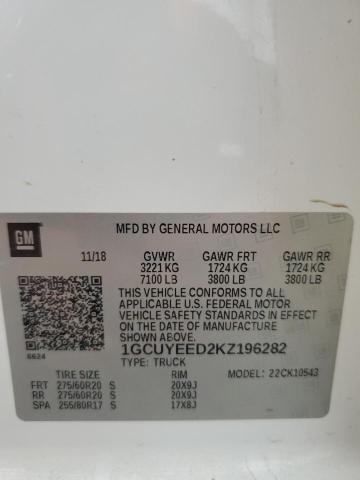 GM
MFD BY GENERAL MOTORS LLC
11/18 GVWR GAWR FRT GAWR RR
3221 KG 1724 KG 1724 KG
7100 LB 3800 LB 3800 LB
THIS VEHICLE CONFORMS TO ALL
APPLICABLE U.S. FEDERAL MOTOR
VEHICLE SAFETY STANDARDS IN
EFFECT ON THE DATE OF
MANUFACTURE SHOWN ABOVE.
6624
1GCUYEED2KZ196282
TYPE: TRUCK MODEL: 22CK10543
TIRE SIZE RIM
FRT 275/60R20 S 20X9J
RR 275/60R20 S 20X9J
SPA 255/80R17 S 17X8J